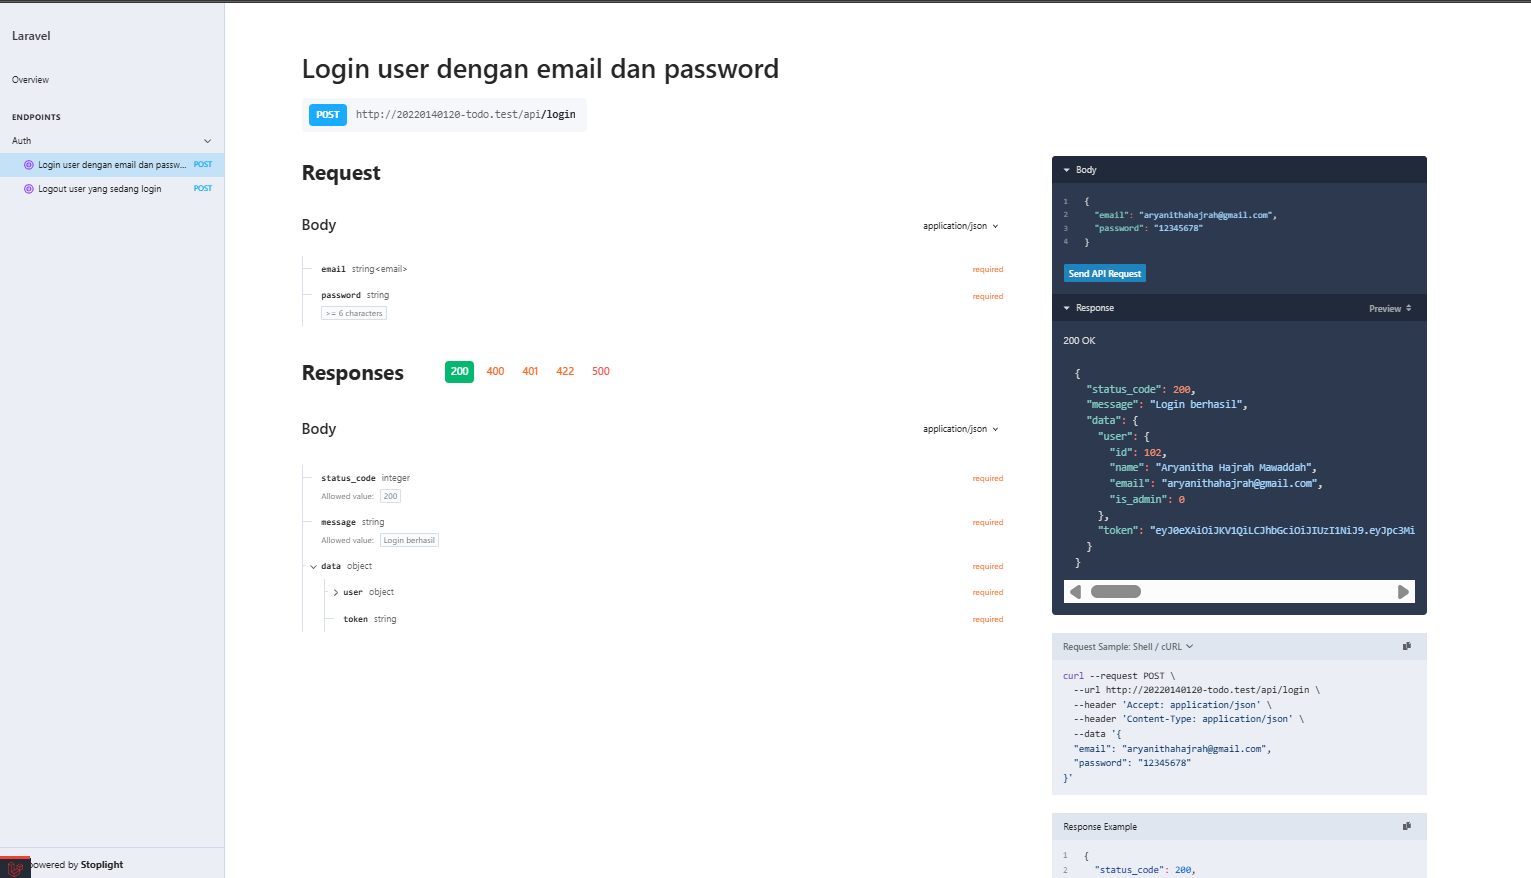 Laravel
Overview
ENDPOINTS
Auth
Login user dengan email dan passw... POST
Logout user yang sedang login POST
powered by Stoplight
Login user dengan email dan password
POST http://20220140120-todo.test/api/login
Request
Body
application/json
email string<email> required
password string required
>= 6 characters
Responses 200 400 401 422 500
Body
application/json
status_code integer required
Allowed value: 200
message string required
Allowed value: Login berhasil
data object required
user object required
token string required
Body
1 {
2 "email": "aryanithahajrah@gmail.com",
3 "password": "12345678"
4 }
Send API Request
Response Preview
200 OK
{
"status_code": 200,
"message": "Login berhasil",
"data": {
"user": {
"id": 102,
"name": "Aryanitha Hajrah Mawaddah",
"email": "aryanithahajrah@gmail.com",
"is_admin": 0
},
"token": "eyJ0eXAiOiJKV1QiLCJhbGciOiJIUzI1NiJ9.eyJpc3Mi
}
}
Request Sample: Shell / cURL
curl --request POST \
--url http://20220140120-todo.test/api/login \
--header 'Accept: application/json' \
--header 'Content-Type: application/json' \
--data '{
"email": "aryanithahajrah@gmail.com",
"password": "12345678"
}'
Response Example
1 {
2 "status_code": 200,